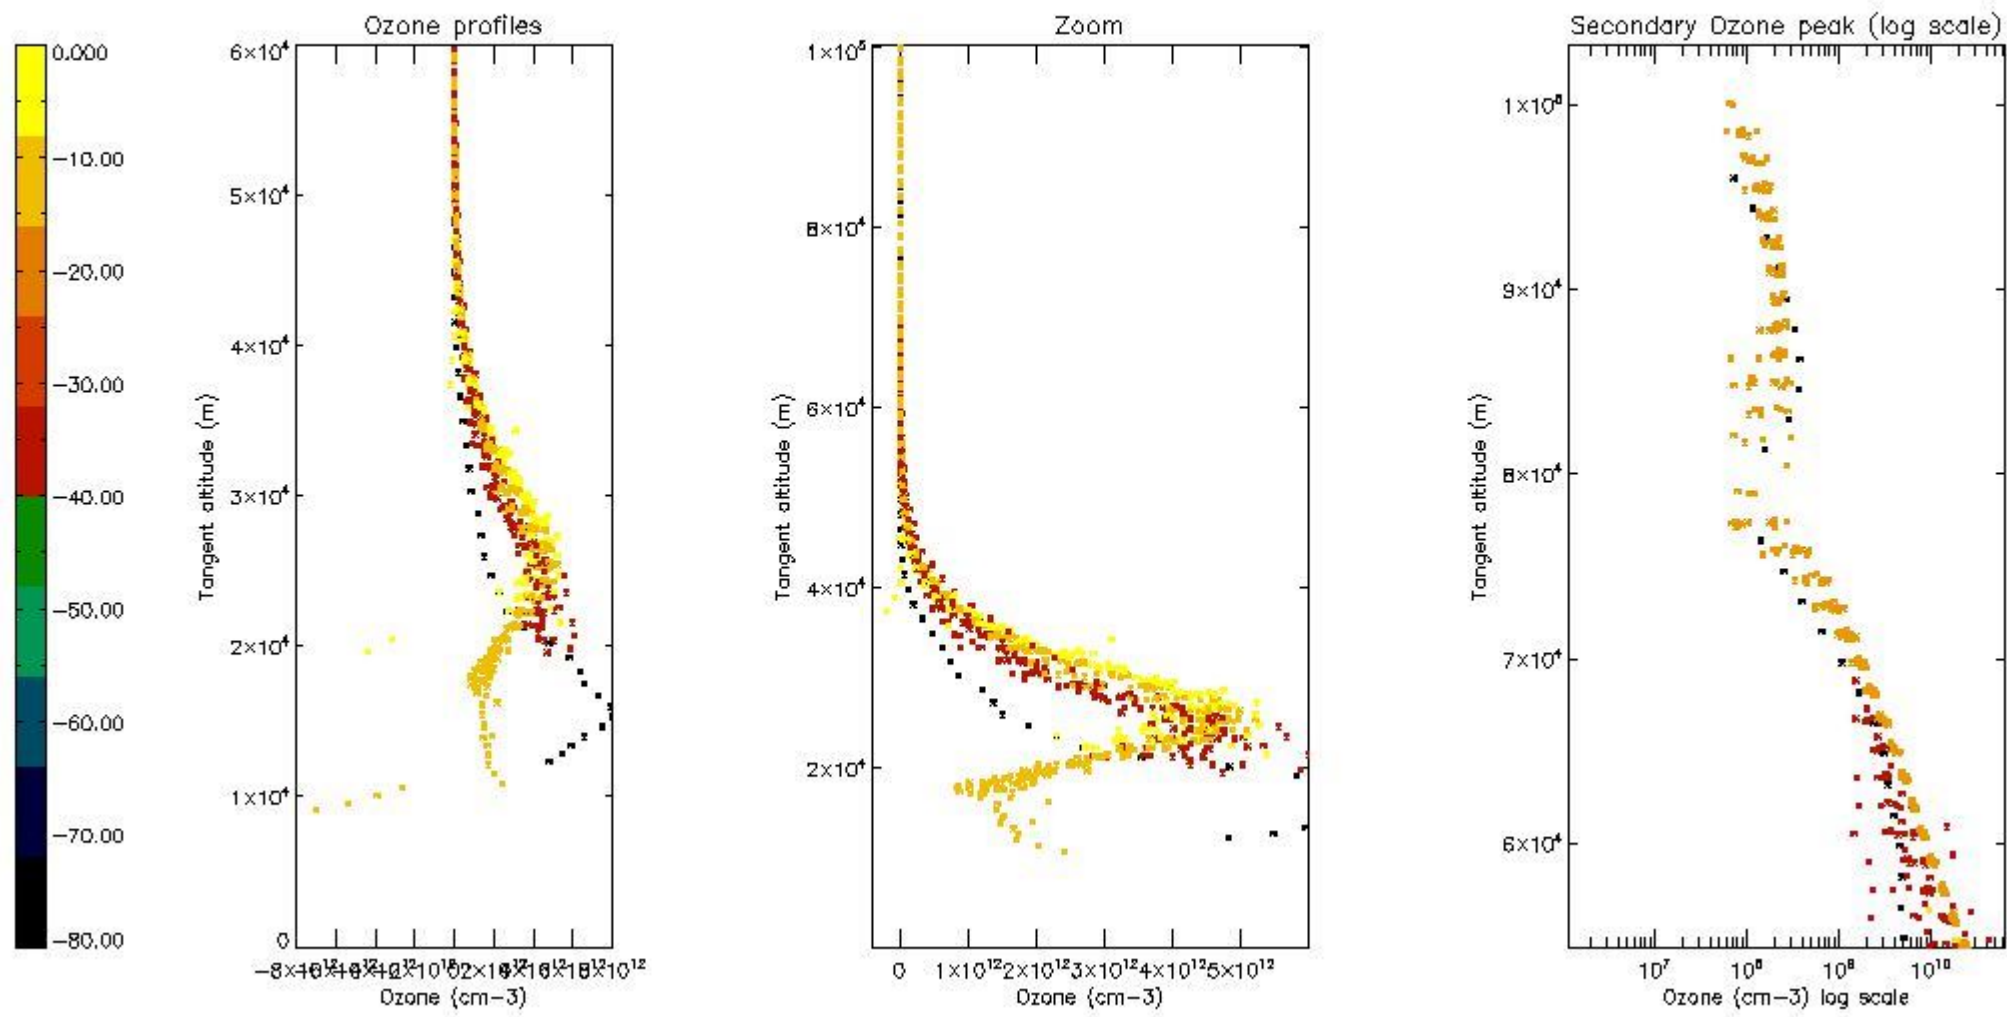 Ozone profiles
Zoom
Secondary Ozone peak (log scale)
0.000
-10.00
-20.00
-30.00
-40.00
-50.00
-60.00
-70.00
-80.00
6×10⁴
5×10⁴
4×10⁴
3×10⁴
2×10⁴
1×10⁴
0
Tangent altitude (m)
Ozone (cm-3)
1×10⁵
8×10⁴
6×10⁴
4×10⁴
2×10⁴
Tangent altitude (m)
0 1×10¹² 2×10¹² 3×10¹² 4×10¹² 5×10¹²
Ozone (cm-3)
9×10⁴
8×10⁴
7×10⁴
6×10⁴
Tangent altitude (m)
10⁷ 10⁸ 10⁹ 10¹⁰
Ozone (cm-3) log scale